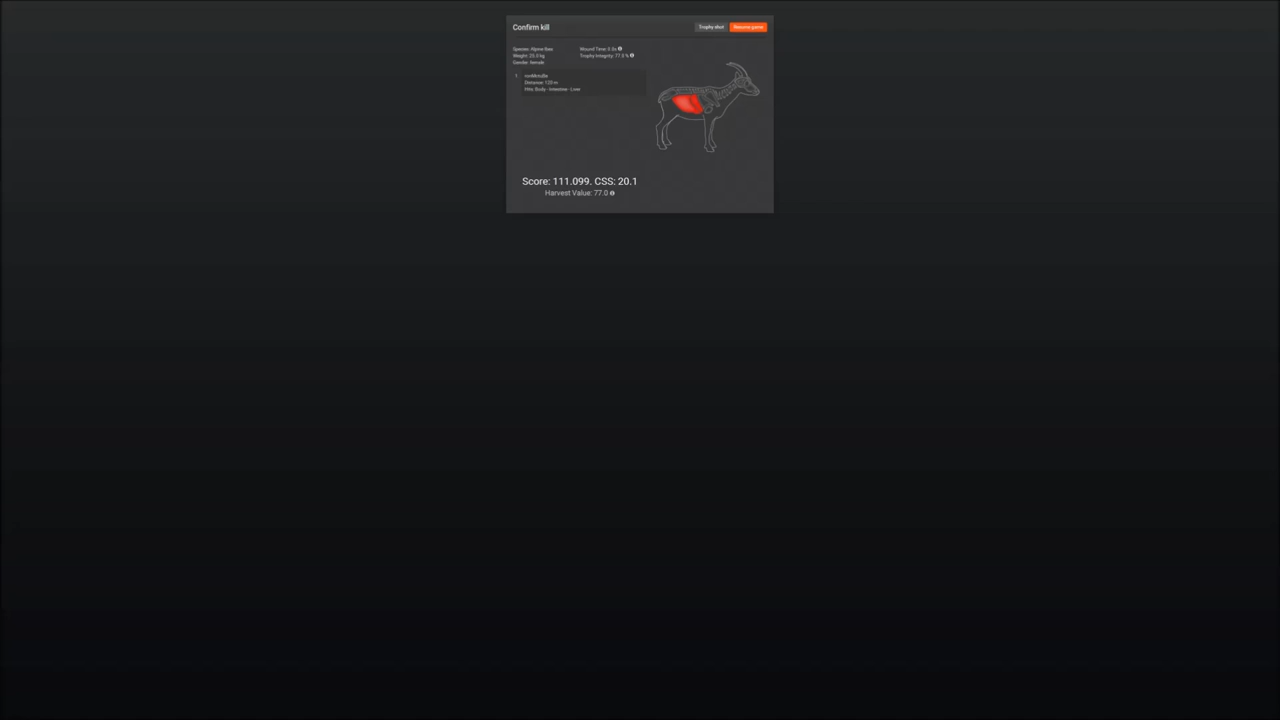 Confirm kill
Trophy shot
Resume game
Species: Alpine Ibex
Wound Time: 0.0s
Weight: 25.0 kg
Trophy Integrity: 77.0 %
Gender: female
1
Distance: 120 m
Hits: Body - Intestine - Liver
Score: 111.099. CSS: 20.1
Harvest Value: 77.0